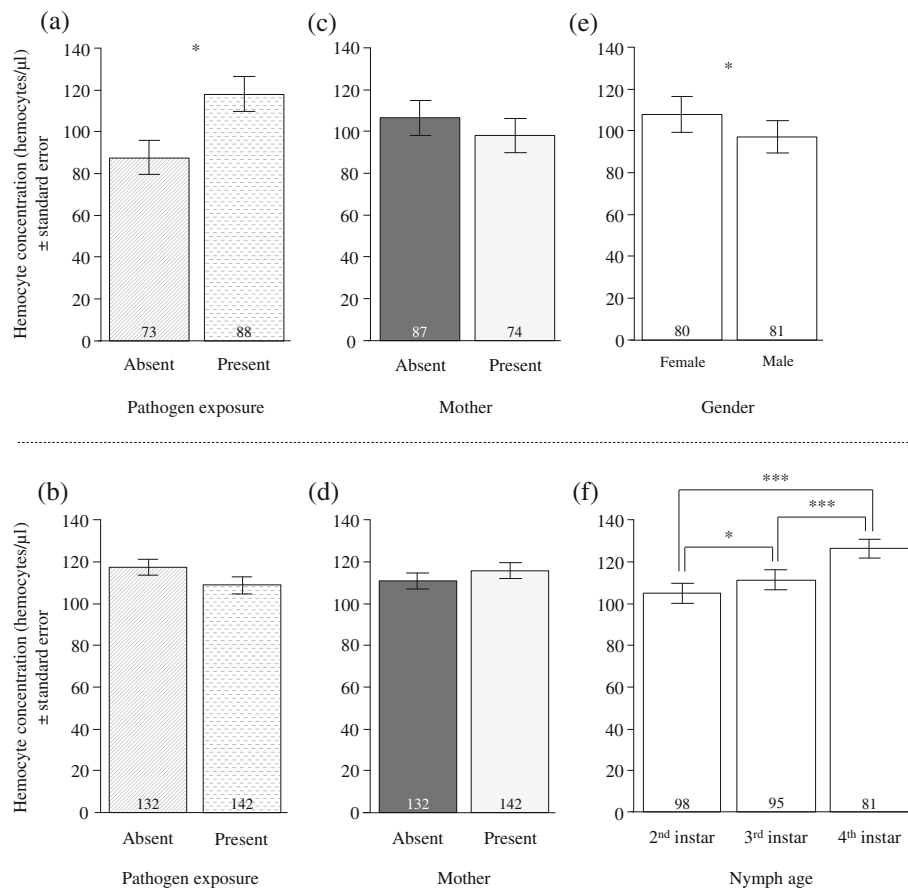 (a)
(c)
(e)
Hemocyte concentration (hemocytes/µl)
± standard error
140
120
100
80
60
40
20
0
*
73
88
Absent
Present
Pathogen exposure
140
120
100
80
60
40
20
0
87
74
Absent
Present
Mother
140
120
100
80
60
40
20
0
*
80
81
Female
Male
Gender
(b)
(d)
(f)
Hemocyte concentration (hemocytes/µl)
± standard error
140
120
100
80
60
40
20
0
132
142
Absent
Present
Pathogen exposure
140
120
100
80
60
40
20
0
132
142
Absent
Present
Mother
140
120
100
80
60
40
20
0
***
***
*
98
95
81
2nd instar
3rd instar
4th instar
Nymph age